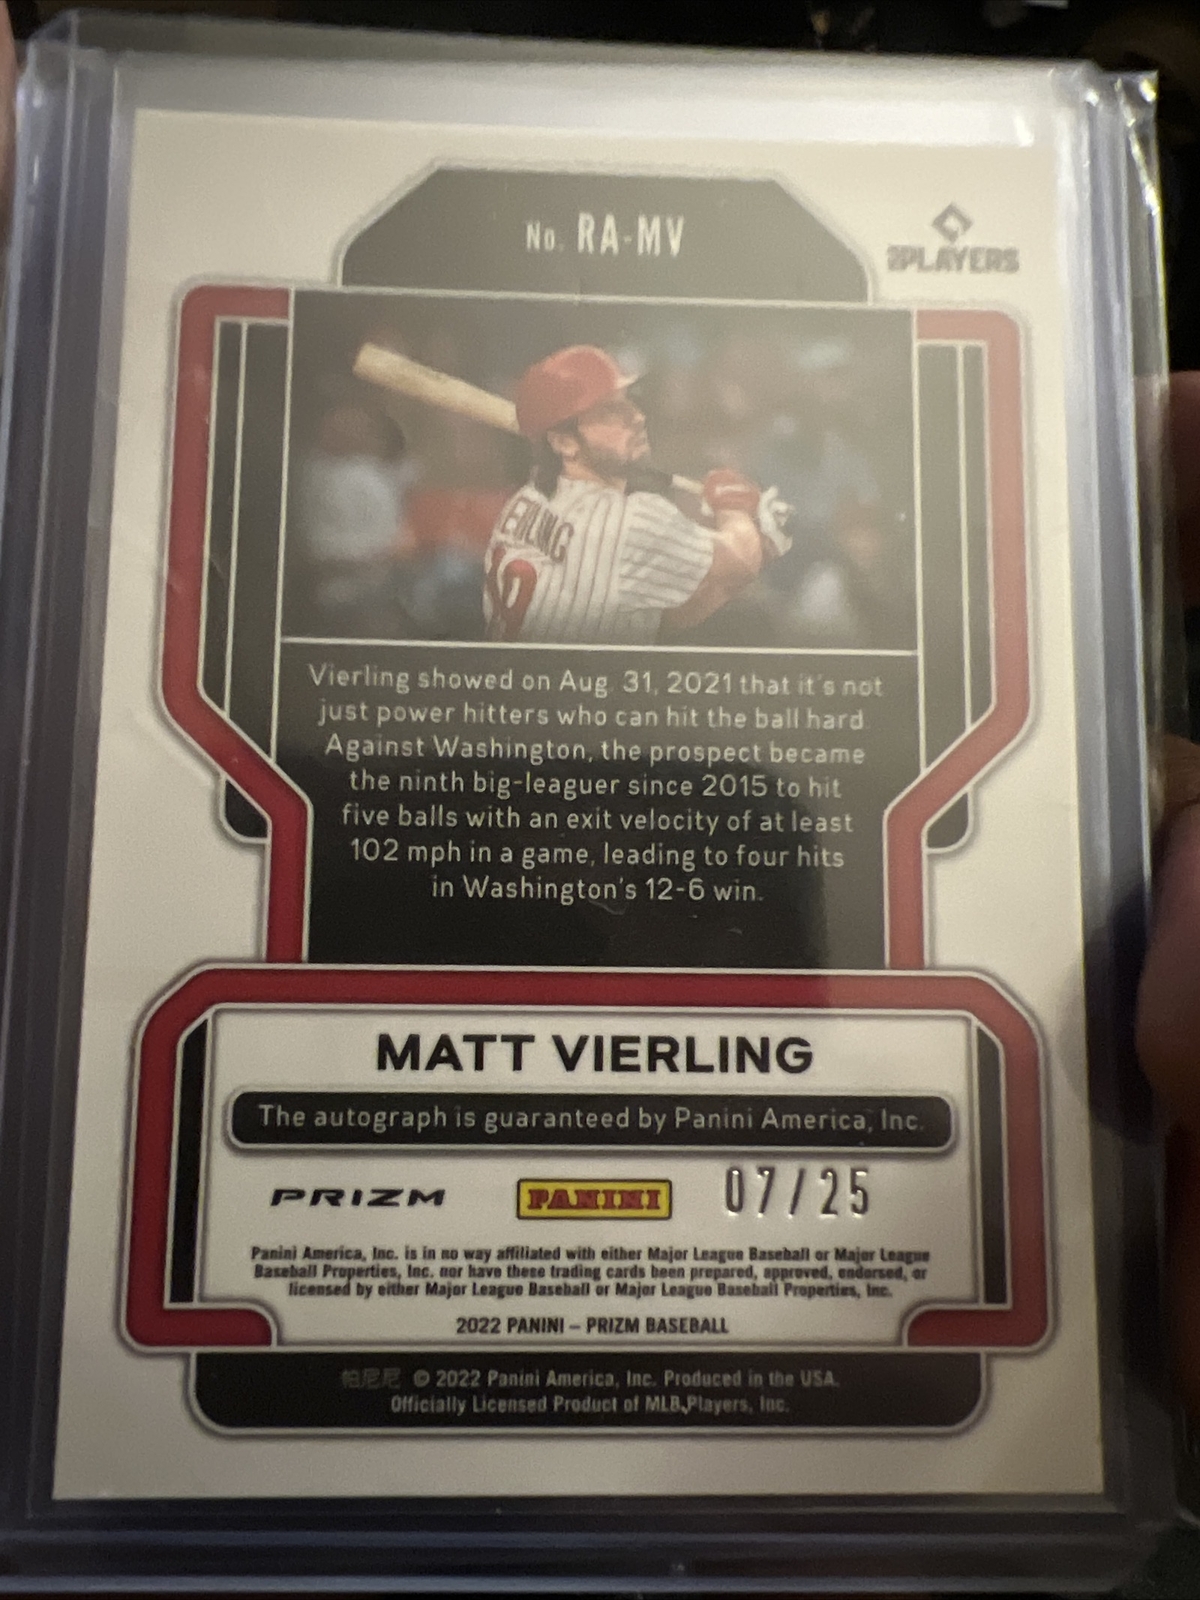 No. RA-MV
MLBPLAYERS
ERLING
19
Vierling showed on Aug. 31, 2021 that it's not
just power hitters who can hit the ball hard.
Against Washington, the prospect became
the ninth big-leaguer since 2015 to hit
five balls with an exit velocity of at least
102 mph in a game, leading to four hits
in Washington's 12-6 win.
MATT VIERLING
The autograph is guaranteed by Panini America, Inc.
PRIZM PANINI 07/25
Panini America, Inc. is in no way affiliated with either Major League Baseball or Major League
Baseball Properties, Inc. nor have these trading cards been prepared, approved, endorsed, or
licensed by either Major League Baseball or Major League Baseball Properties, Inc.
2022 PANINI – PRIZM BASEBALL
帕尼尼 © 2022 Panini America, Inc. Produced in the USA.
Officially Licensed Product of MLB Players, Inc.